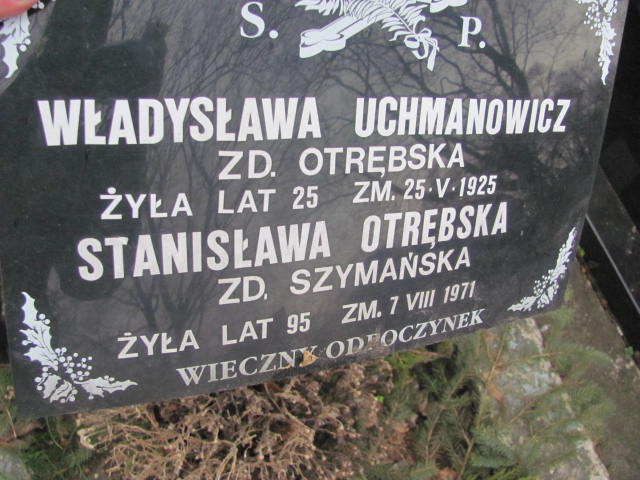 S. P.
WŁADYSŁAWA UCHMANOWICZ
ZD. OTRĘBSKA
ŻYŁA LAT 25 ZM. 25·V·1925
STANISŁAWA OTRĘBSKA
ZD. SZYMAŃSKA
ŻYŁA LAT 95 ZM. 7 VIII 1971
WIECZNY ODPOCZYNEK